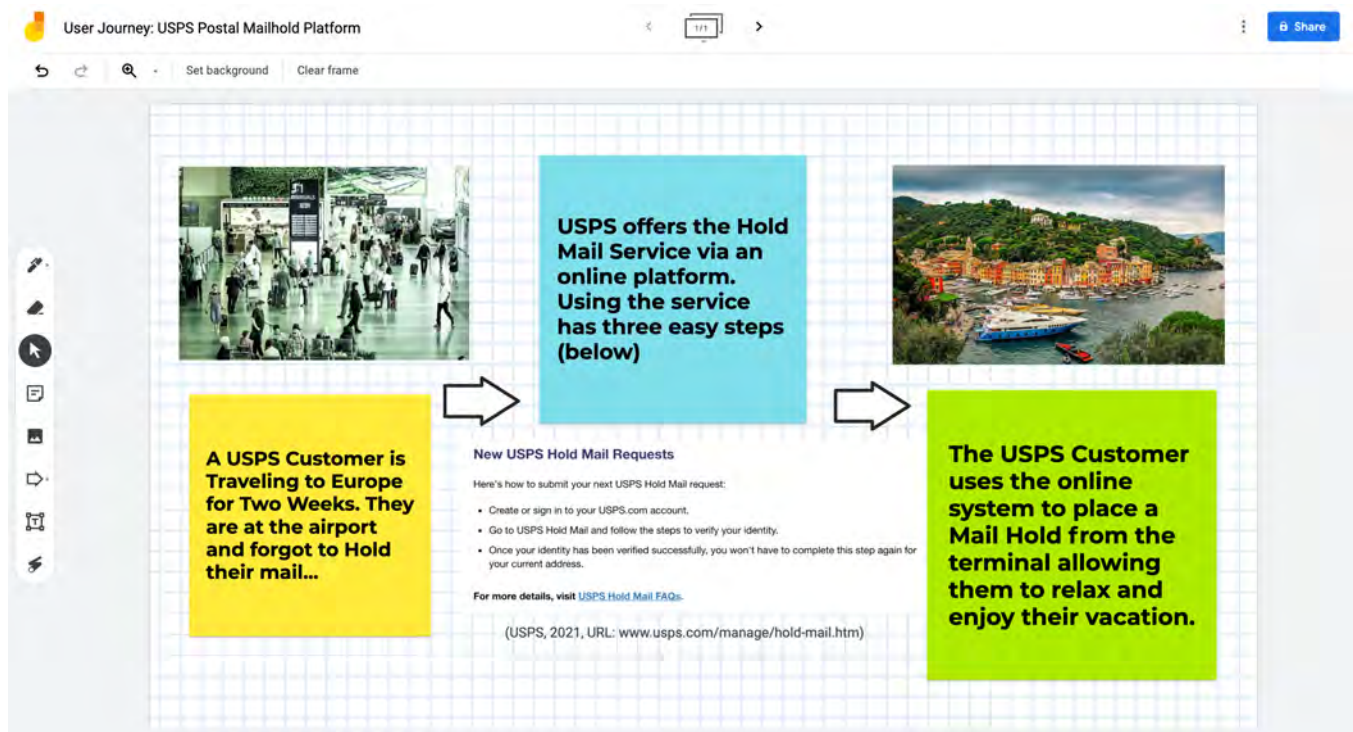 User Journey: USPS Postal Mailhold Platform
1/1
Share
Set background
Clear frame
A USPS Customer is
Traveling to Europe
for Two Weeks. They
are at the airport
and forgot to Hold
their mail...
USPS offers the Hold
Mail Service via an
online platform.
Using the service
has three easy steps
(below)
New USPS Hold Mail Requests
Here's how to submit your next USPS Hold Mail request:
• Create or sign in to your USPS.com account.
• Go to USPS Hold Mail and follow the steps to verify your identity.
• Once your identity has been verified successfully, you won't have to complete this step again for
your current address.
For more details, visit USPS Hold Mail FAQs.
(USPS, 2021, URL: www.usps.com/manage/hold-mail.htm)
The USPS Customer
uses the online
system to place a
Mail Hold from the
terminal allowing
them to relax and
enjoy their vacation.